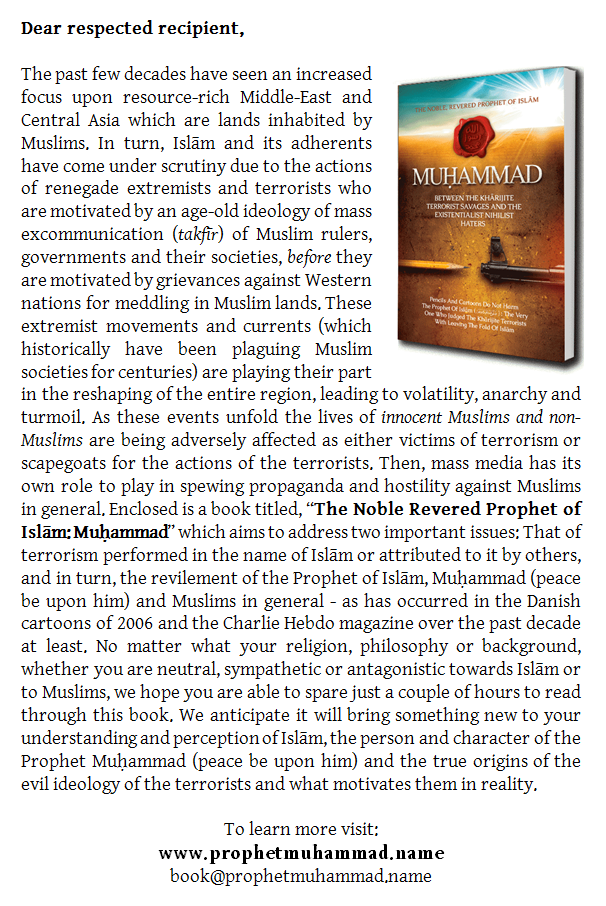 Dear respected recipient,
The past few decades have seen an increased
focus upon resource-rich Middle-East and
Central Asia which are lands inhabited by
Muslims. In turn, Islām and its adherents
have come under scrutiny due to the actions
of renegade extremists and terrorists who
are motivated by an age-old ideology of mass
excommunication (takfīr) of Muslim rulers,
governments and their societies, before they
are motivated by grievances against Western
nations for meddling in Muslim lands. These
extremist movements and currents (which
historically have been plaguing Muslim
societies for centuries) are playing their part
in the reshaping of the entire region, leading to volatility, anarchy and
turmoil. As these events unfold the lives of innocent Muslims and non-
Muslims are being adversely affected as either victims of terrorism or
scapegoats for the actions of the terrorists. Then, mass media has its
own role to play in spewing propaganda and hostility against Muslims
in general. Enclosed is a book titled, “The Noble Revered Prophet of
Islām: Muḥammad” which aims to address two important issues: That of
terrorism performed in the name of Islām or attributed to it by others,
and in turn, the revilement of the Prophet of Islām, Muḥammad (peace
be upon him) and Muslims in general - as has occurred in the Danish
cartoons of 2006 and the Charlie Hebdo magazine over the past decade
at least. No matter what your religion, philosophy or background,
whether you are neutral, sympathetic or antagonistic towards Islām or
to Muslims, we hope you are able to spare just a couple of hours to read
through this book. We anticipate it will bring something new to your
understanding and perception of Islām, the person and character of the
Prophet Muḥammad (peace be upon him) and the true origins of the
evil ideology of the terrorists and what motivates them in reality.
To learn more visit:
www.prophetmuhammad.name
book@prophetmuhammad.name
THE NOBLE, REVERED PROPHET OF ISLĀM
MUḤAMMAD
BETWEEN THE KHĀRIJITE
TERRORIST SAVAGES AND THE
EXISTENTIALIST NIHILIST
HATERS
Pencils And Cartoons Do Not Harm
The Prophet Of Islām The Very
One Who Judged The Khārijite Terrorists
With Leaving The Fold Of Islām